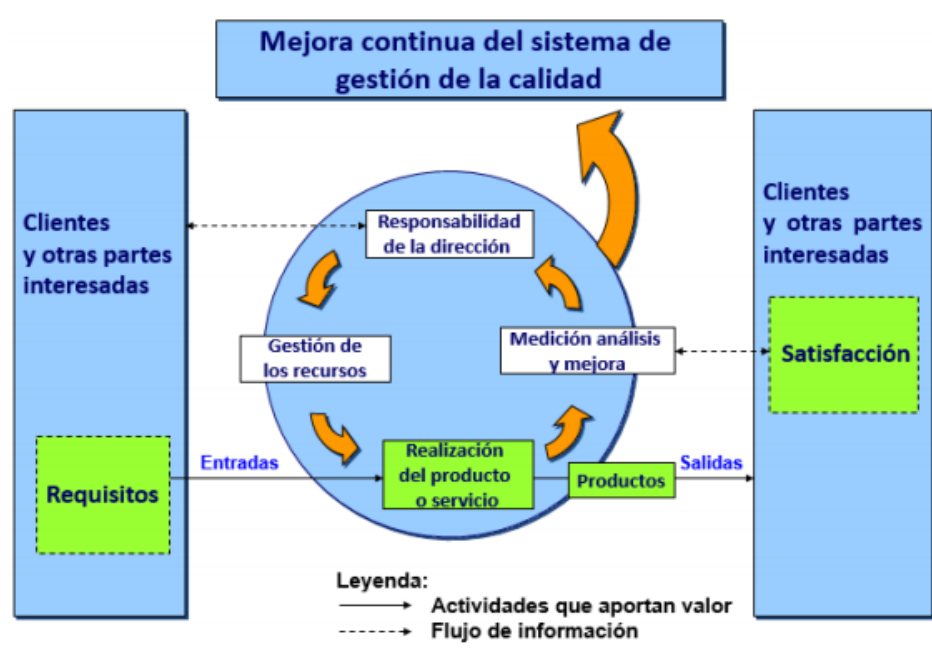 Mejora continua del sistema de
gestión de la calidad
Clientes
y otras partes
interesadas
Responsabilidad
de la dirección
Clientes
y otras partes
interesadas
Gestión de
los recursos
Medición análisis
y mejora
Satisfacción
Requisitos
Entradas
Realización
del producto
o servicio
Productos
Salidas
Leyenda:
Actividades que aportan valor
Flujo de información